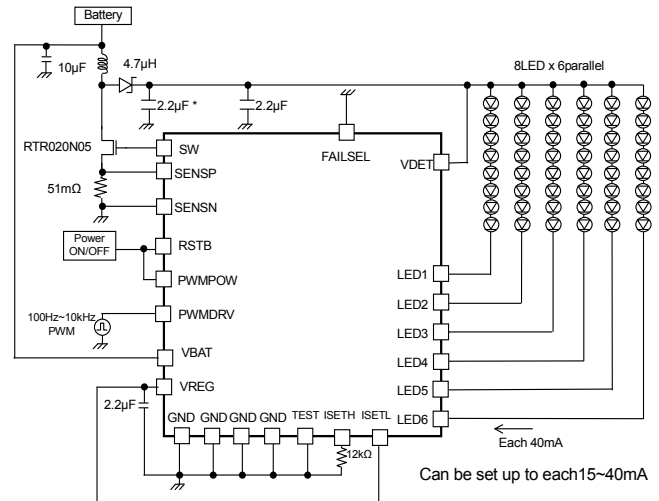 Battery
10μF
4.7μH
2.2μF *
2.2μF
8LED x 6parallel
RTR020N05
51mΩ
SW
SENSP
SENSN
FAILSEL
VDET
Power
ON/OFF
RSTB
PWMPOW
100Hz~10kHz
PWM
PWMDRV
VBAT
VREG
2.2μF
LED1
LED2
LED3
LED4
LED5
LED6
GND GND GND GND TEST ISETH ISETL
12kΩ
Each 40mA
Can be set up to each15~40mA